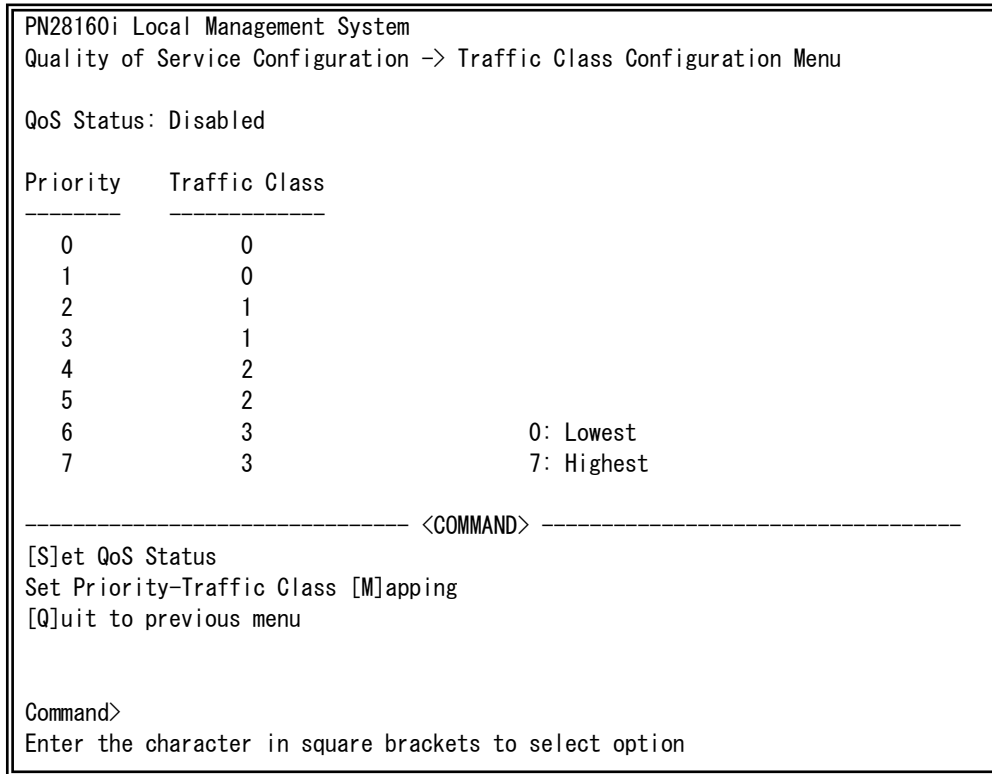 PN28160i Local Management System
Quality of Service Configuration -> Traffic Class Configuration Menu
QoS Status: Disabled
Priority    Traffic Class
--------    -------------
0    0
1    0
2    1
3    1
4    2
5    2
6    3    0: Lowest
7    3    7: Highest
-------------------------------- <COMMAND> -----------------------------------
[S]et QoS Status
Set Priority-Traffic Class [M]apping
[Q]uit to previous menu
Command>
Enter the character in square brackets to select option